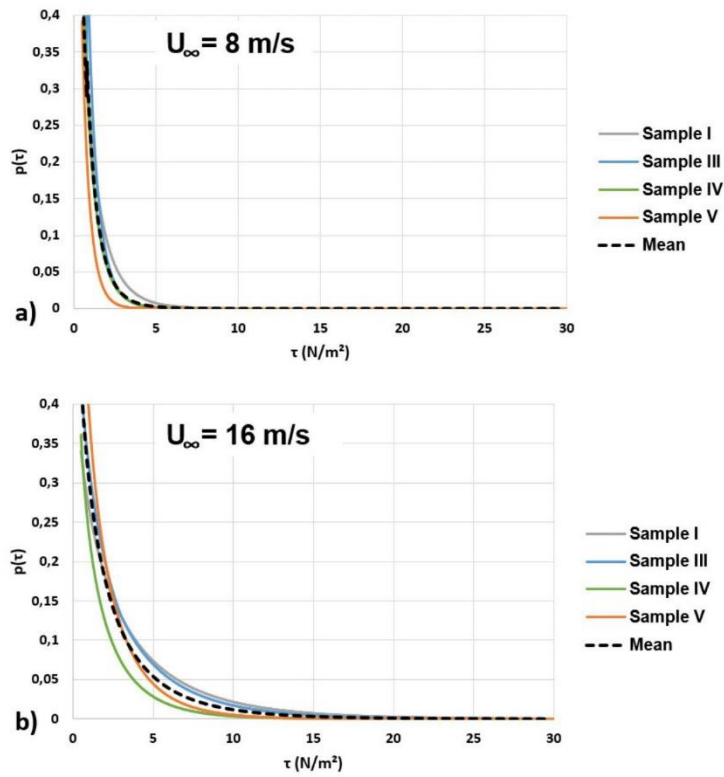 U∞= 8 m/s
p(τ)
0,4
0,35
0,3
0,25
0,2
0,15
0,1
0,05
0
0 5 10 15 20 25 30
τ (N/m²)
a)
Sample I
Sample III
Sample IV
Sample V
Mean
U∞= 16 m/s
p(τ)
0,4
0,35
0,3
0,25
0,2
0,15
0,1
0,05
0
0 5 10 15 20 25 30
τ (N/m²)
b)
Sample I
Sample III
Sample IV
Sample V
Mean